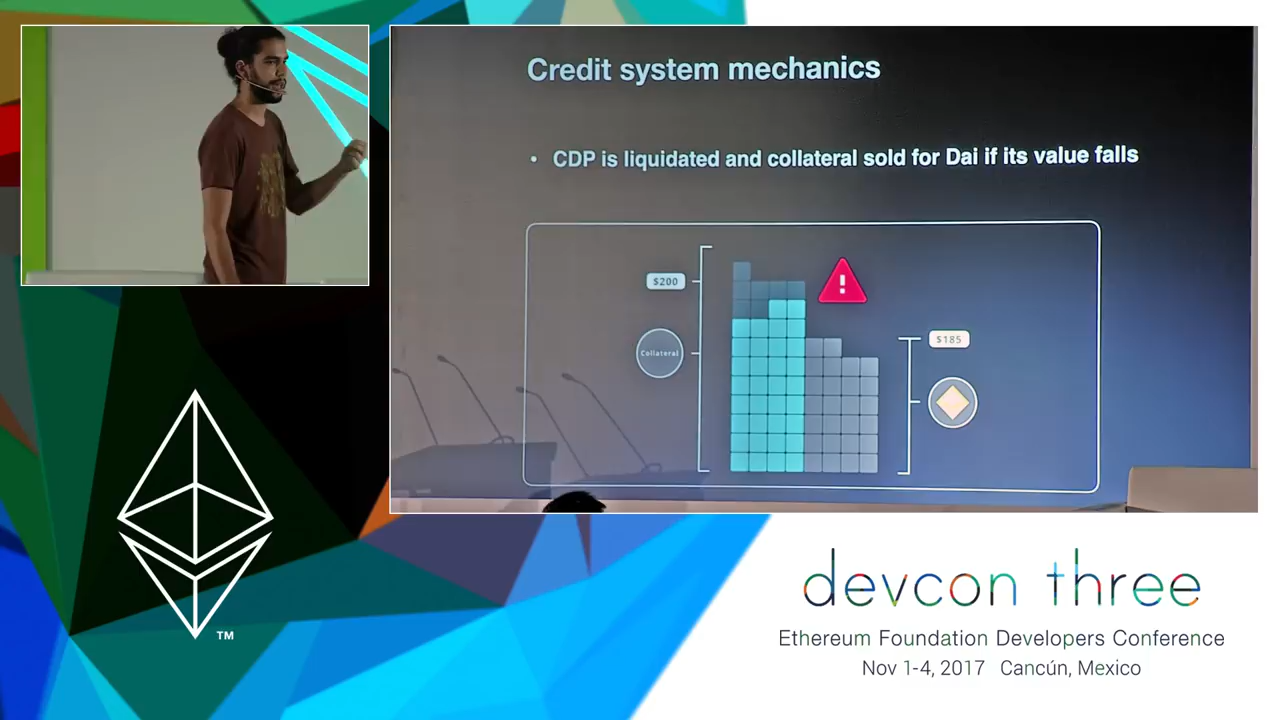 Credit system mechanics
• CDP is liquidated and collateral sold for Dai if its value falls
$200
Collateral
$185
TM
devcon three
Ethereum Foundation Developers Conference
Nov 1-4, 2017 Cancún, Mexico